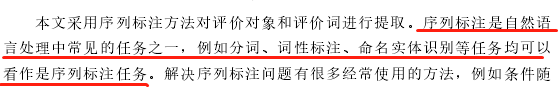 本文采用序列标注方法对评价对象和评价词进行提取。序列标注是自然语
言处理中常见的任务之一，例如分词、词性标注、命名实体识别等任务均可以
看作是序列标注任务。解决序列标注问题有很多经常使用的方法，例如条件随